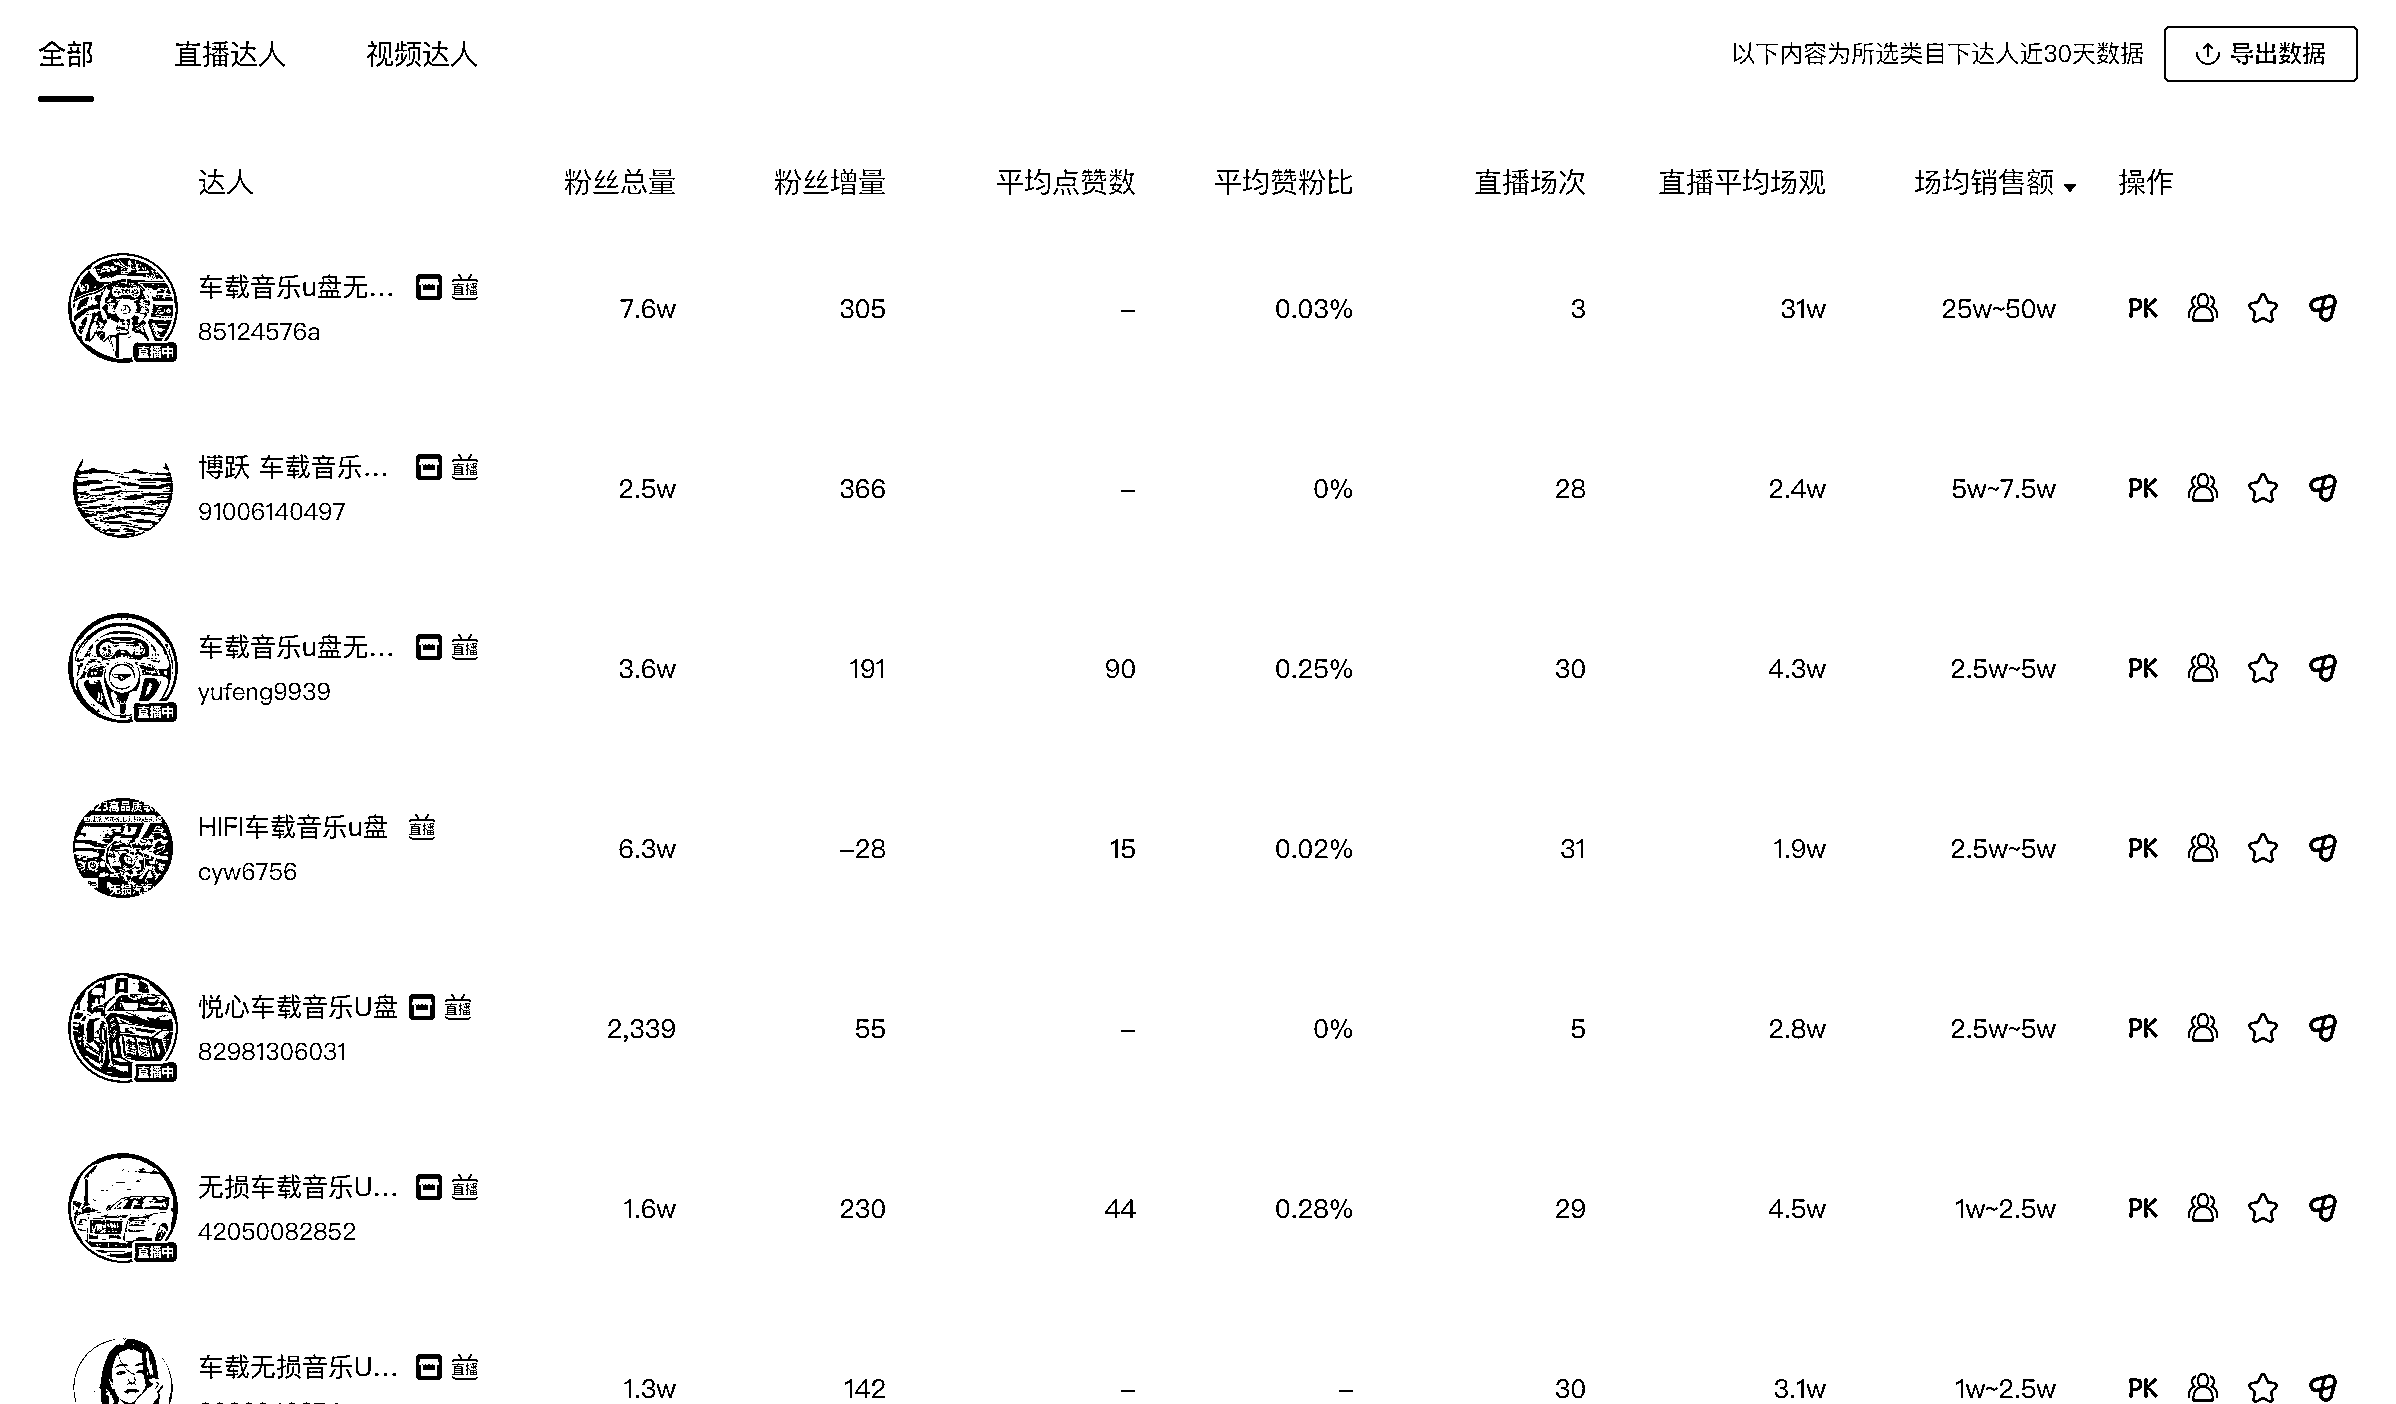 全部 直播达人 视频达人 以下内容为所选类目下达人近30天数据 导出数据
达人 粉丝总量 粉丝增量 平均点赞数 平均赞粉比 直播场次 直播平均场观 场均销售额 操作
车载音乐u盘无... 直播
85124576a 7.6w 305 – 0.03% 3 31w 25w~50w PK
直播中
博跃 车载音乐... 直播
91006140497 2.5w 366 – 0% 28 2.4w 5w~7.5w PK
车载音乐u盘无... 直播
yufeng9939 3.6w 191 90 0.25% 30 4.3w 2.5w~5w PK
直播中
HIFI车载音乐u盘 直播
cyw6756 6.3w –28 15 0.02% 31 1.9w 2.5w~5w PK
悦心车载音乐U盘 直播
82981306031 2,339 55 – 0% 5 2.8w 2.5w~5w PK
直播中
无损车载音乐U... 直播
42050082852 1.6w 230 44 0.28% 29 4.5w 1w~2.5w PK
直播中
车载无损音乐U... 直播
1.3w 142 – – 30 3.1w 1w~2.5w PK